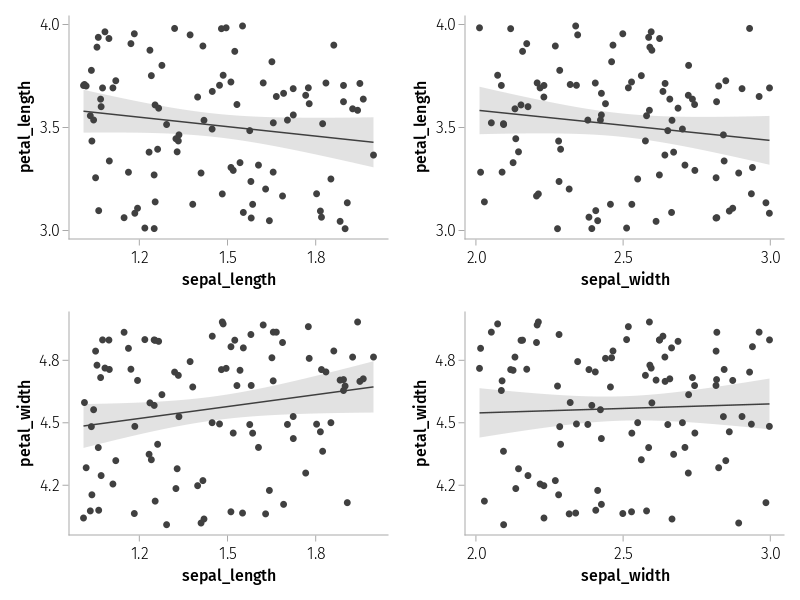 4.0
3.5
3.0
petal_length
1.2 1.5 1.8
sepal_length
4.0
3.5
3.0
petal_length
2.0 2.5 3.0
sepal_width
4.8
4.5
4.2
petal_width
1.2 1.5 1.8
sepal_length
4.8
4.5
4.2
petal_width
2.0 2.5 3.0
sepal_width